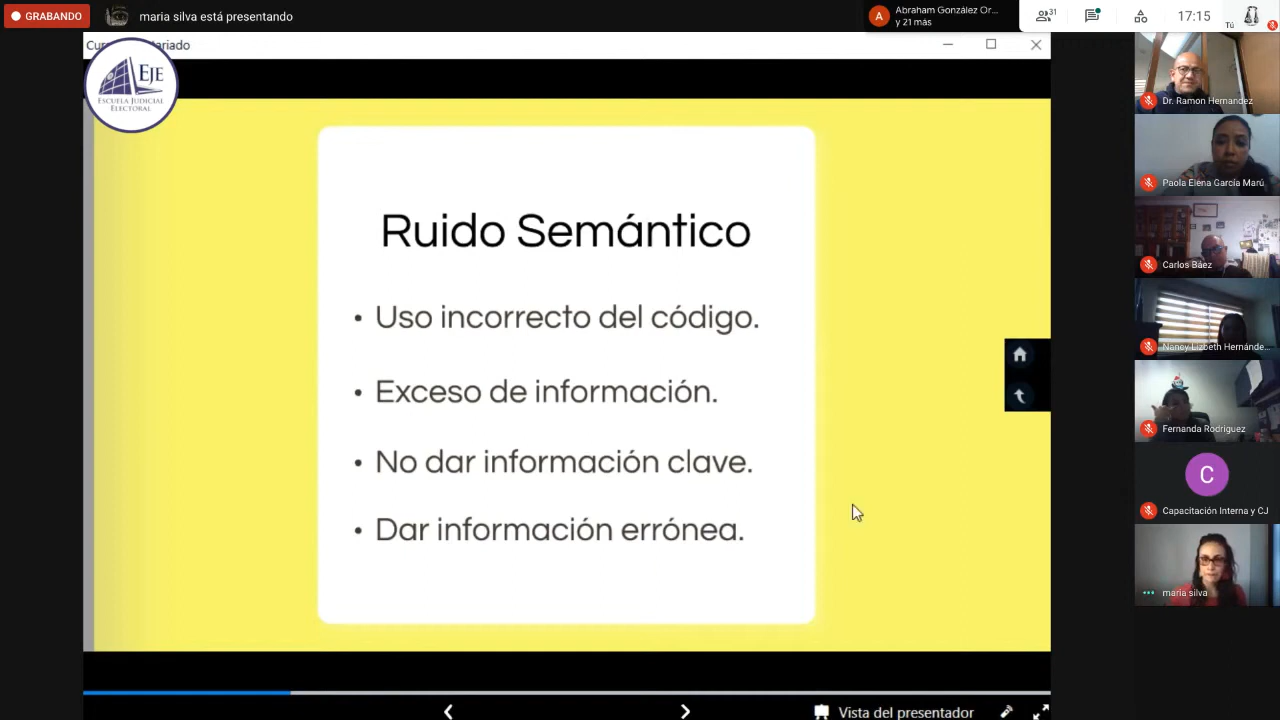 GRABANDO
maria silva está presentando
A
Abraham González Or...
y 21 más
31
17:15
Tú
EJE
ESCUELA JUDICIAL
ELECTORAL
Ruido Semántico
• Uso incorrecto del código.
• Exceso de información.
• No dar información clave.
• Dar información errónea.
Vista del presentador
Dr. Ramon Hernandez
Paola Elena García Marú
Carlos Báez
Nancy Lizbeth Hernánde...
Fernanda Rodriguez
C
Capacitación Interna y CJ
maria silva